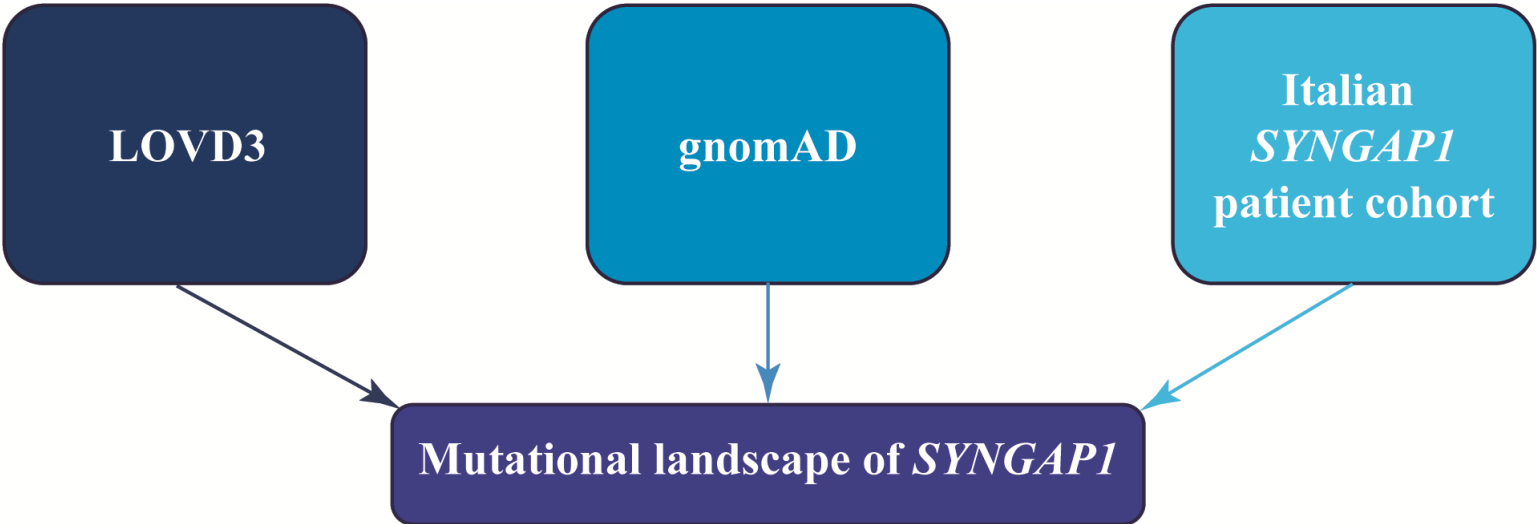 LOVD3
gnomAD
Italian
SYNGAP1
patient cohort
Mutational landscape of SYNGAP1